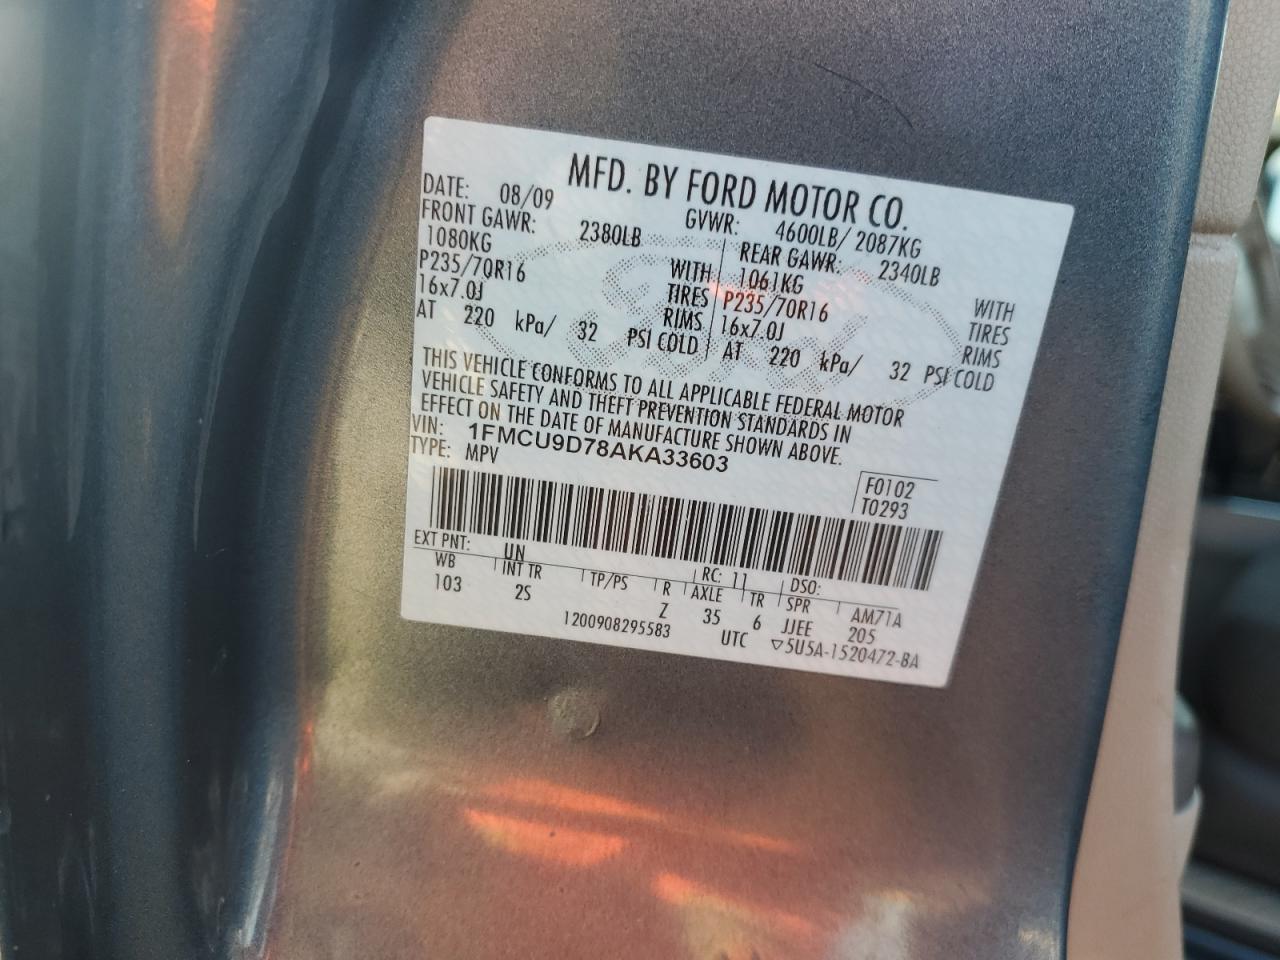 MFD. BY FORD MOTOR CO.
DATE: 08/09 GVWR: 4600LB/ 2087KG
FRONT GAWR: 2380LB REAR GAWR: 2340LB
1080KG WITH 1061KG WITH
P235/70R16 TIRES P235/70R16 TIRES
16x7.0J RIMS 16x7.0J RIMS
AT 220 kPa/ 32 PSI COLD AT 220 kPa/ 32 PSI COLD
THIS VEHICLE CONFORMS TO ALL APPLICABLE FEDERAL MOTOR
VEHICLE SAFETY AND THEFT PREVENTION STANDARDS IN
EFFECT ON THE DATE OF MANUFACTURE SHOWN ABOVE.
VIN: 1FMCU9D78AKA33603
TYPE: MPV
F0102
T0293
EXT PNT: UN RC: 11 DSO:
WB INT TR TP/PS R AXLE TR SPR AM71A
103 2S Z 35 6 JJEE 205
1200908295583 UTC ▽5U5A-1520472-BA
Ford